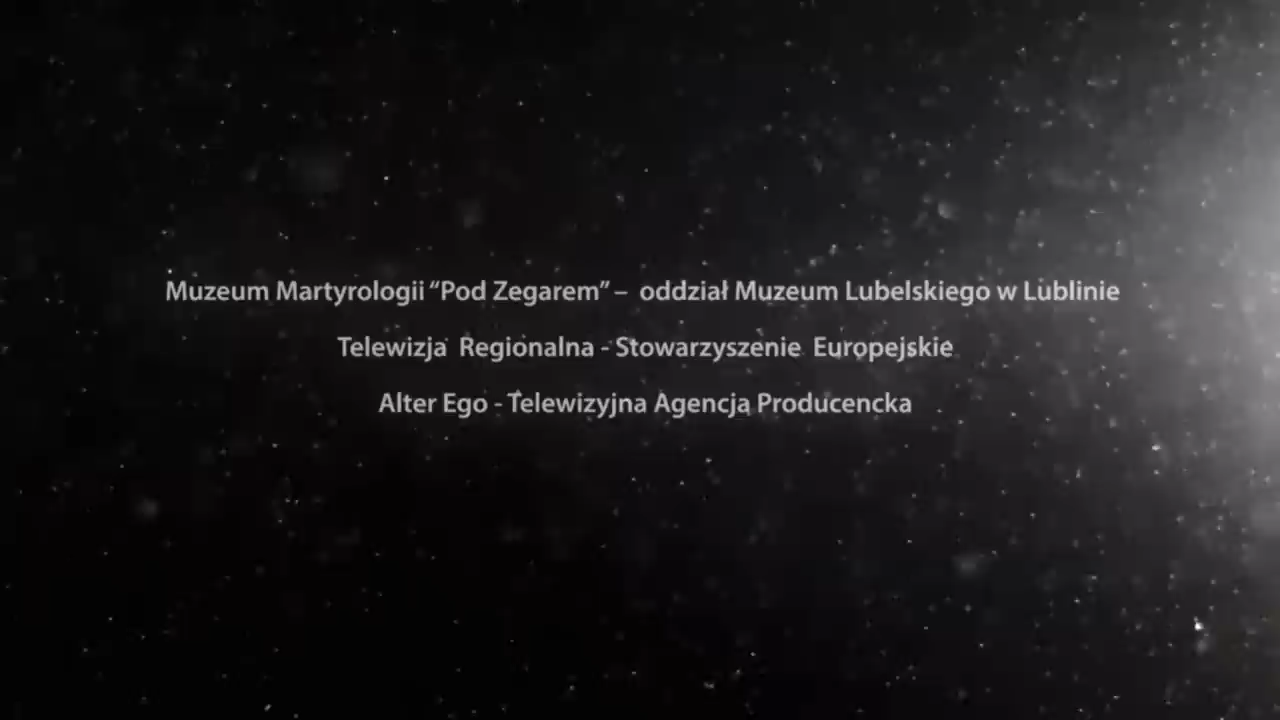 Muzeum Martyrologii “Pod Zegarem” – oddział Muzeum Lubelskiego w Lublinie
Telewizja Regionalna - Stowarzyszenie Europejskie
Alter Ego - Telewizyjna Agencja Producencka